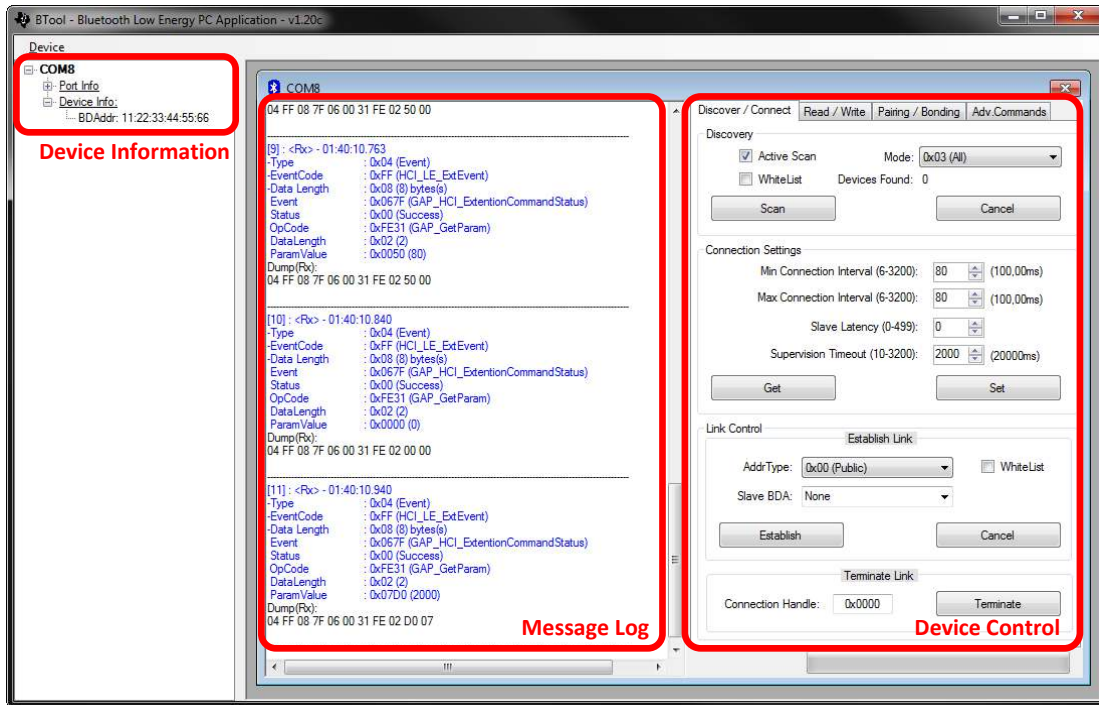 BTool - Bluetooth Low Energy PC Application - v1.20c
Device
COM8
Port Info
Device Info:
BDAddr: 11:22:33:44:55:66
Device Information
COM8
04 FF 08 7F 06 00 31 FE 02 50 00
[9] : <Rx> - 01:40:10.763
-Type : 0x04 (Event)
-EventCode : 0xFF (HCI_LE_ExtEvent)
-Data Length : 0x08 (8) bytes(s)
Event : 0x067F (GAP_HCI_ExtentionCommandStatus)
Status : 0x00 (Success)
OpCode : 0xFE31 (GAP_GetParam)
DataLength : 0x02 (2)
ParamValue : 0x0050 (80)
Dump(Rx):
04 FF 08 7F 06 00 31 FE 02 50 00
[10] : <Rx> - 01:40:10.840
-Type : 0x04 (Event)
-EventCode : 0xFF (HCI_LE_ExtEvent)
-Data Length : 0x08 (8) bytes(s)
Event : 0x067F (GAP_HCI_ExtentionCommandStatus)
Status : 0x00 (Success)
OpCode : 0xFE31 (GAP_GetParam)
DataLength : 0x02 (2)
ParamValue : 0x0000 (0)
Dump(Rx):
04 FF 08 7F 06 00 31 FE 02 00 00
[11] : <Rx> - 01:40:10.940
-Type : 0x04 (Event)
-EventCode : 0xFF (HCI_LE_ExtEvent)
-Data Length : 0x08 (8) bytes(s)
Event : 0x067F (GAP_HCI_ExtentionCommandStatus)
Status : 0x00 (Success)
OpCode : 0xFE31 (GAP_GetParam)
DataLength : 0x02 (2)
ParamValue : 0x07D0 (2000)
Dump(Rx):
04 FF 08 7F 06 00 31 FE 02 D0 07
Message Log
Discover / Connect Read / Write Pairing / Bonding Adv.Commands
Discovery
Active Scan Mode: 0x03 (All)
WhiteList Devices Found: 0
Scan Cancel
Connection Settings
Min Connection Interval (6-3200): 80 (100,00ms)
Max Connection Interval (6-3200): 80 (100,00ms)
Slave Latency (0-499): 0
Supervision Timeout (10-3200): 2000 (20000ms)
Get Set
Link Control
Establish Link
AddrType: 0x00 (Public) WhiteList
Slave BDA: None
Establish Cancel
Terminate Link
Connection Handle: 0x0000 Terminate
Device Control